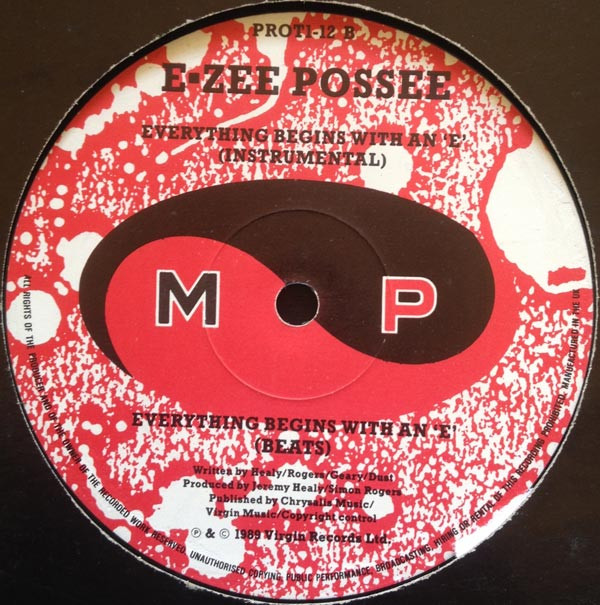 PROT1-12 B
E-ZEE POSSEE
EVERYTHING BEGINS WITH AN 'E'
(INSTRUMENTAL)
M P
EVERYTHING BEGINS WITH AN 'E'
(BEATS)
Written by Healy/Rogers/Geary/Dust
Produced by Jeremy Healy/Simon Rogers
Published by Chrysalis Music/
Virgin Music/Copyright control
℗ & © 1989 Virgin Records Ltd.
ALL RIGHTS OF THE PRODUCER AND OF THE OWNER OF THE RECORDED WORK RESERVED. UNAUTHORISED COPYING, PUBLIC PERFORMANCE, BROADCASTING, HIRING OR RENTAL OF THIS RECORDING PROHIBITED. MANUFACTURED IN THE UK